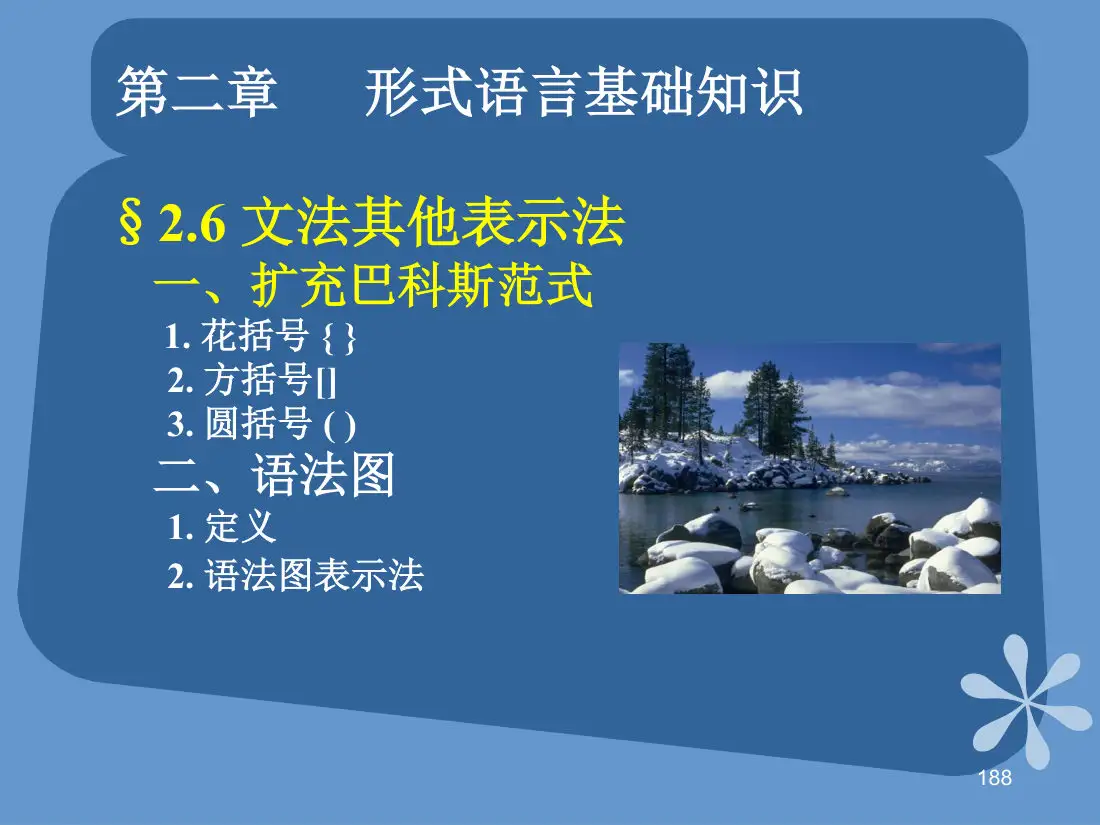 第二章 形式语言基础知识
§2.6 文法其他表示法
一、扩充巴科斯范式
1. 花括号 { }
2. 方括号[]
3. 圆括号 ( )
二、语法图
1. 定义
2. 语法图表示法
188